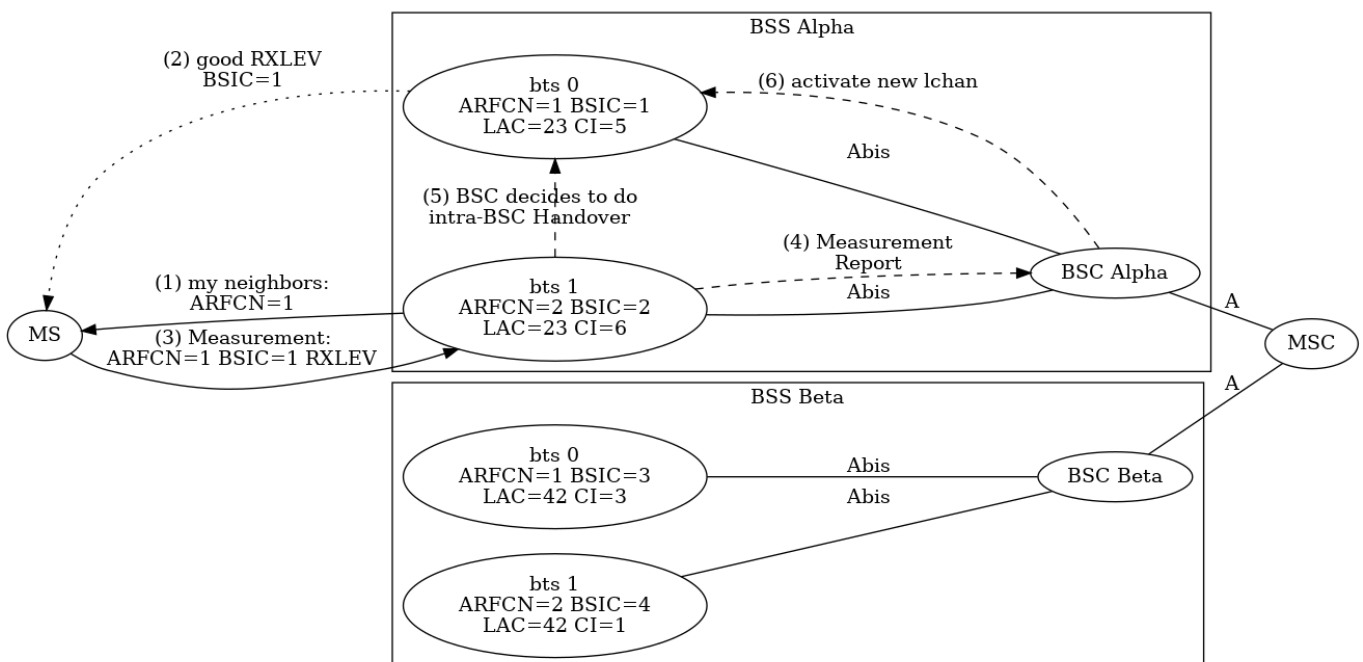 BSS Alpha
(2) good RXLEV
BSIC=1
bts 0
ARFCN=1 BSIC=1
LAC=23 CI=5
(6) activate new lchan
Abis
(5) BSC decides to do
intra-BSC Handover
(4) Measurement
Report
Abis
BSC Alpha
(1) my neighbors:
ARFCN=1
bts 1
ARFCN=2 BSIC=2
LAC=23 CI=6
MS
(3) Measurement:
ARFCN=1 BSIC=1 RXLEV
A
MSC
A
BSS Beta
bts 0
ARFCN=1 BSIC=3
LAC=42 CI=3
Abis
Abis
BSC Beta
bts 1
ARFCN=2 BSIC=4
LAC=42 CI=1